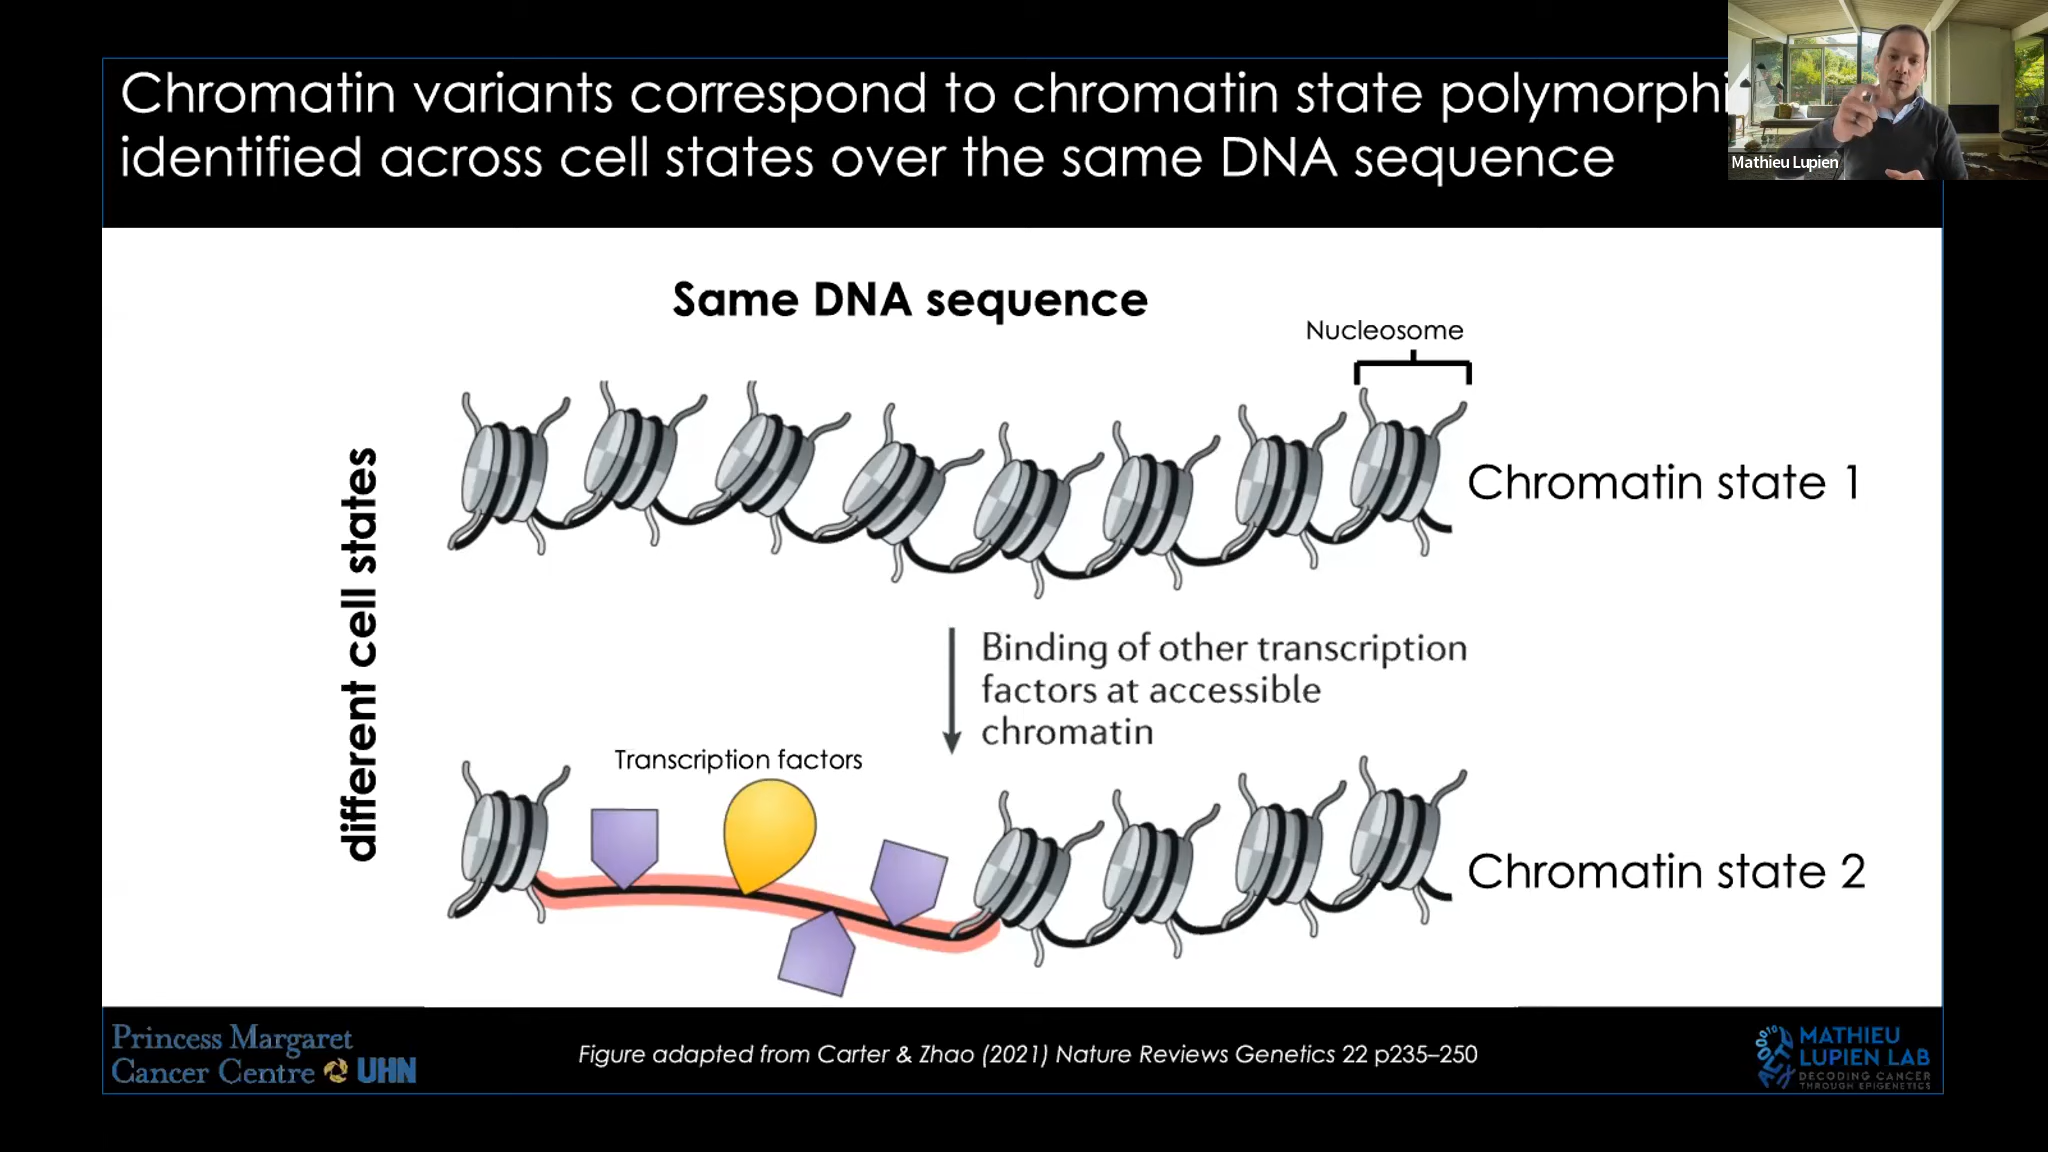 Chromatin variants correspond to chromatin state polymorphi
identified across cell states over the same DNA sequence
Mathieu Lupien
Same DNA sequence
Nucleosome
different cell states
Chromatin state 1
Binding of other transcription
factors at accessible
chromatin
Transcription factors
Chromatin state 2
Princess Margaret
Cancer Centre UHN
Figure adapted from Carter & Zhao (2021) Nature Reviews Genetics 22 p235–250
MATHIEU
LUPIEN LAB
DECODING CANCER
THROUGH EPIGENETICS